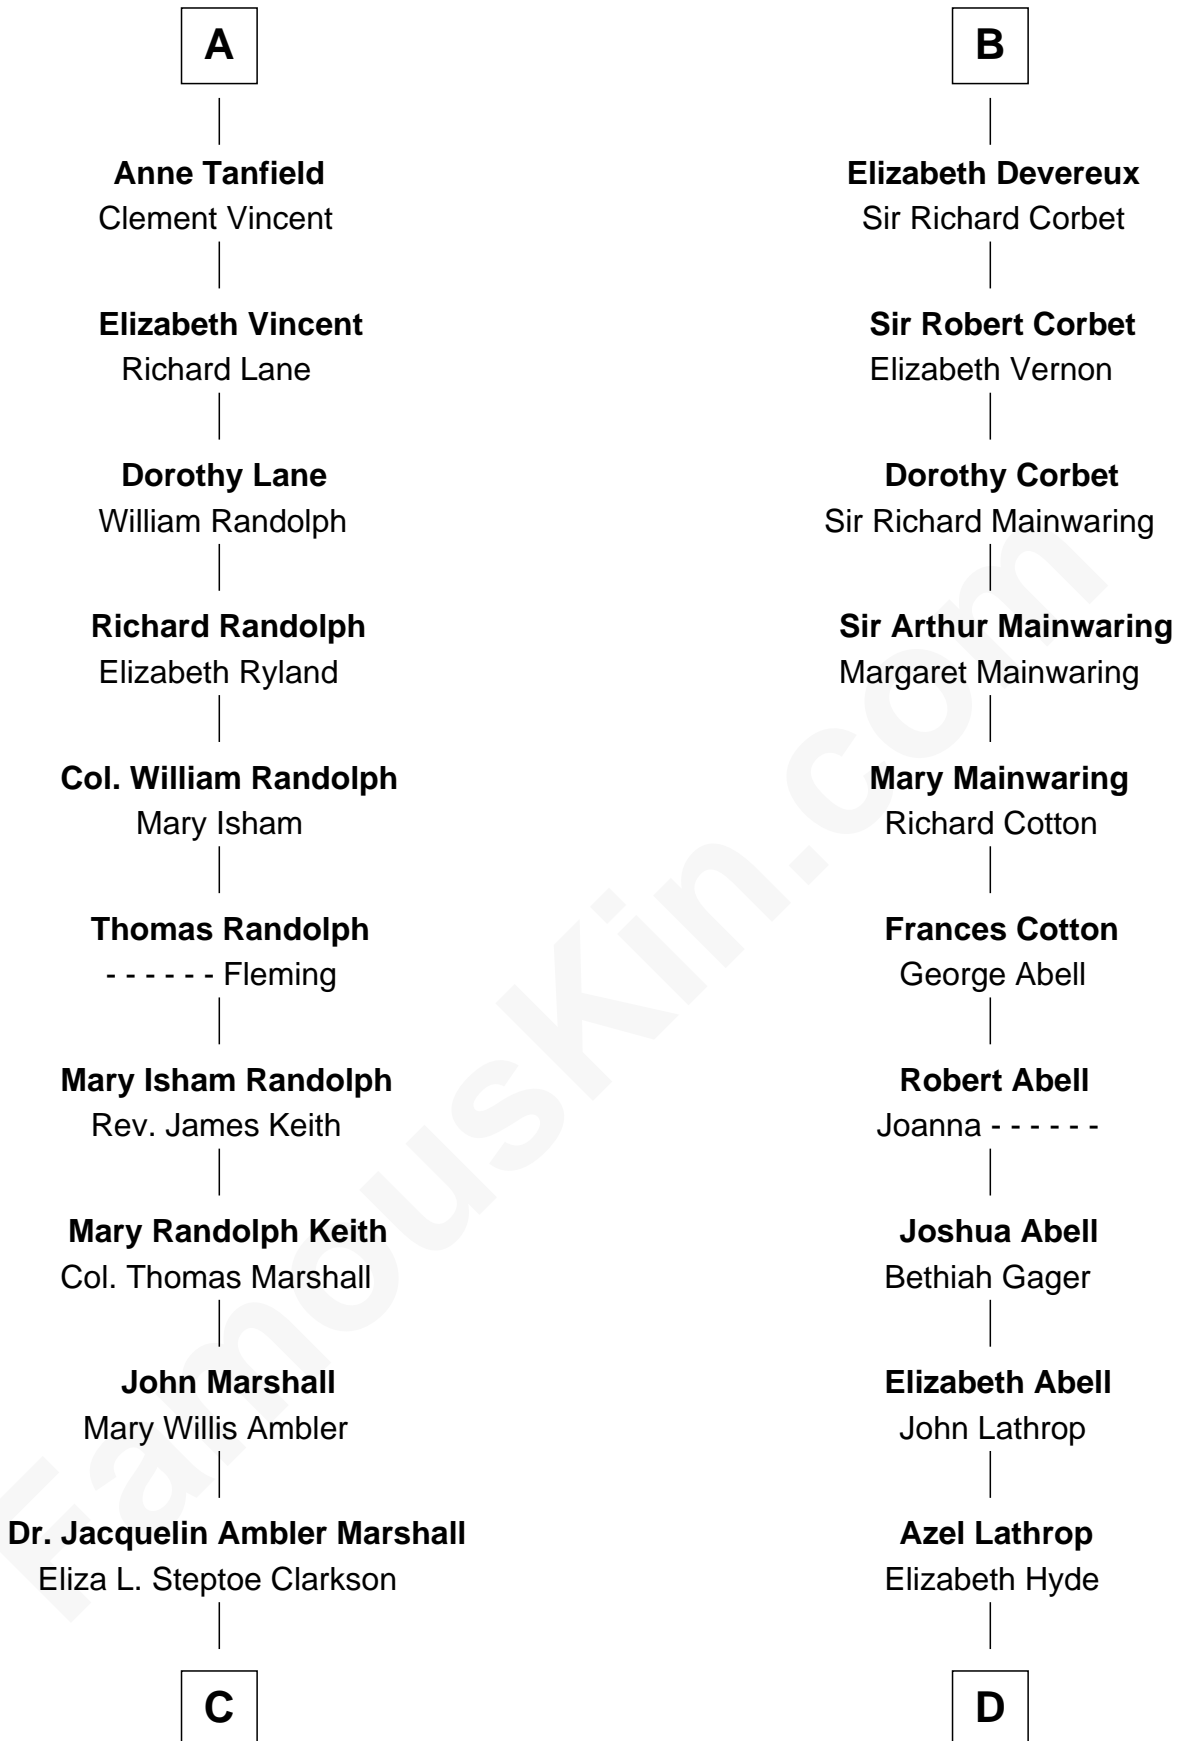 A
Anne Tanfield
Clement Vincent
Elizabeth Vincent
Richard Lane
Dorothy Lane
William Randolph
Richard Randolph
Elizabeth Ryland
Col. William Randolph
Mary Isham
Thomas Randolph
- - - - - - Fleming
Mary Isham Randolph
Rev. James Keith
Mary Randolph Keith
Col. Thomas Marshall
John Marshall
Mary Willis Ambler
Dr. Jacquelin Ambler Marshall
Eliza L. Steptoe Clarkson
C
B
Elizabeth Devereux
Sir Richard Corbet
Sir Robert Corbet
Elizabeth Vernon
Dorothy Corbet
Sir Richard Mainwaring
Sir Arthur Mainwaring
Margaret Mainwaring
Mary Mainwaring
Richard Cotton
Frances Cotton
George Abell
Robert Abell
Joanna - - - - - -
Joshua Abell
Bethiah Gager
Elizabeth Abell
John Lathrop
Azel Lathrop
Elizabeth Hyde
D
FamousKin.com